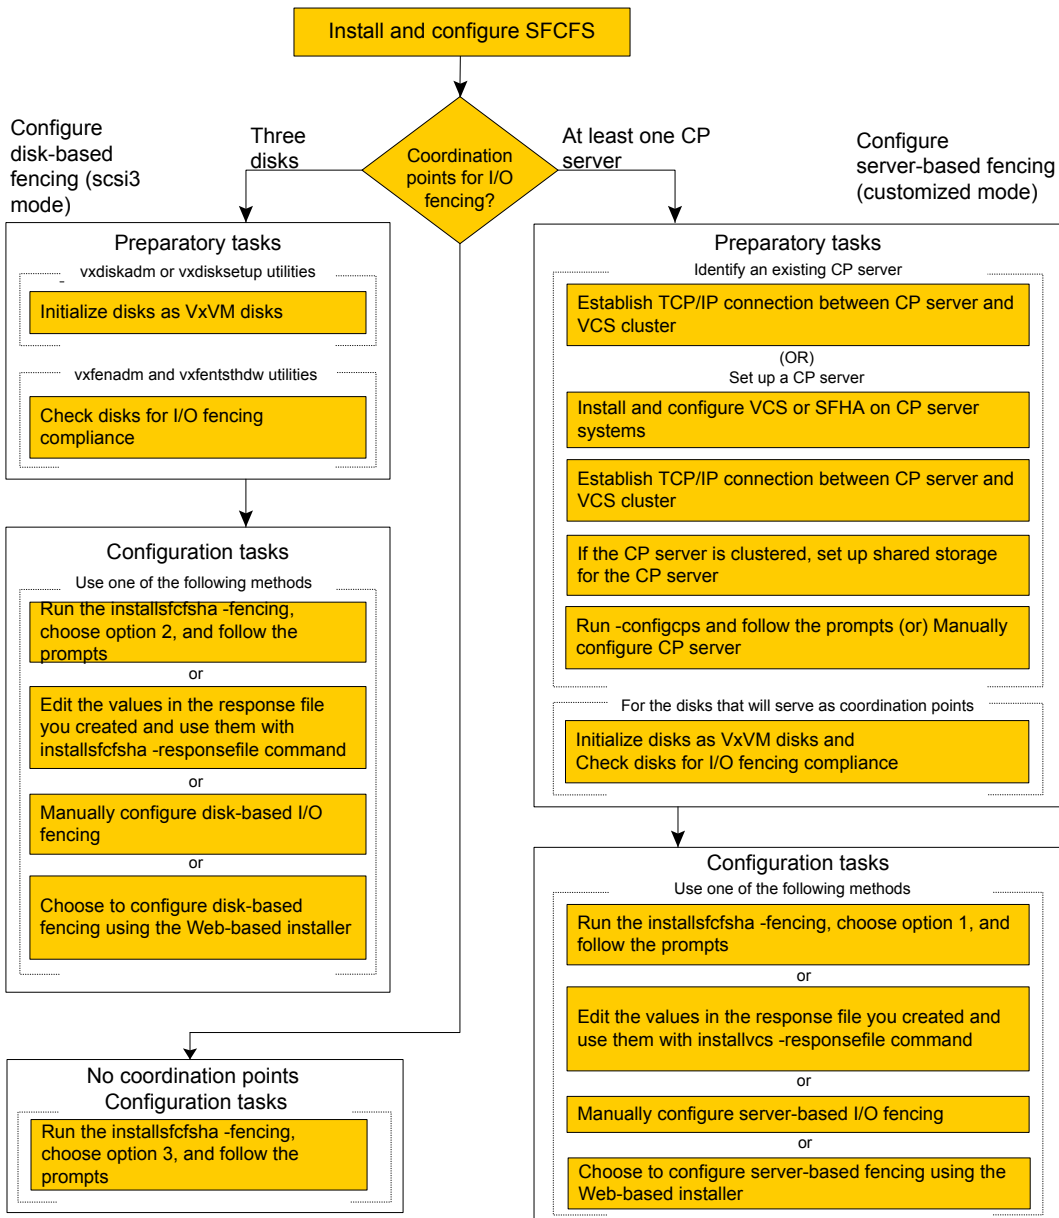 Install and configure SFCFS
Coordination
points for I/O
fencing?
Three
disks
At least one CP
server
Configure
disk-based
fencing (scsi3
mode)
Preparatory tasks
vxdiskadm or vxdisksetup utilities
Initialize disks as VxVM disks
vxfenadm and vxfentsthdw utilities
Check disks for I/O fencing
compliance
Configuration tasks
Use one of the following methods
Run the installsfcfsha -fencing,
choose option 2, and follow the
prompts
or
Edit the values in the response file
you created and use them with
installsfcfsha -responsefile command
or
Manually configure disk-based I/O
fencing
or
Choose to configure disk-based
fencing using the Web-based installer
No coordination points
Configuration tasks
Run the installsfcfsha -fencing,
choose option 3, and follow the
prompts
Configure
server-based fencing
(customized mode)
Preparatory tasks
Identify an existing CP server
Establish TCP/IP connection between CP server and
VCS cluster
(OR)
Set up a CP server
Install and configure VCS or SFHA on CP server
systems
Establish TCP/IP connection between CP server and
VCS cluster
If the CP server is clustered, set up shared storage
for the CP server
Run -configcps and follow the prompts (or) Manually
configure CP server
For the disks that will serve as coordination points
Initialize disks as VxVM disks and
Check disks for I/O fencing compliance
Configuration tasks
Use one of the following methods
Run the installsfcfsha -fencing, choose option 1, and
follow the prompts
or
Edit the values in the response file you created and
use them with installvcs -responsefile command
or
Manually configure server-based I/O fencing
or
Choose to configure server-based fencing using the
Web-based installer